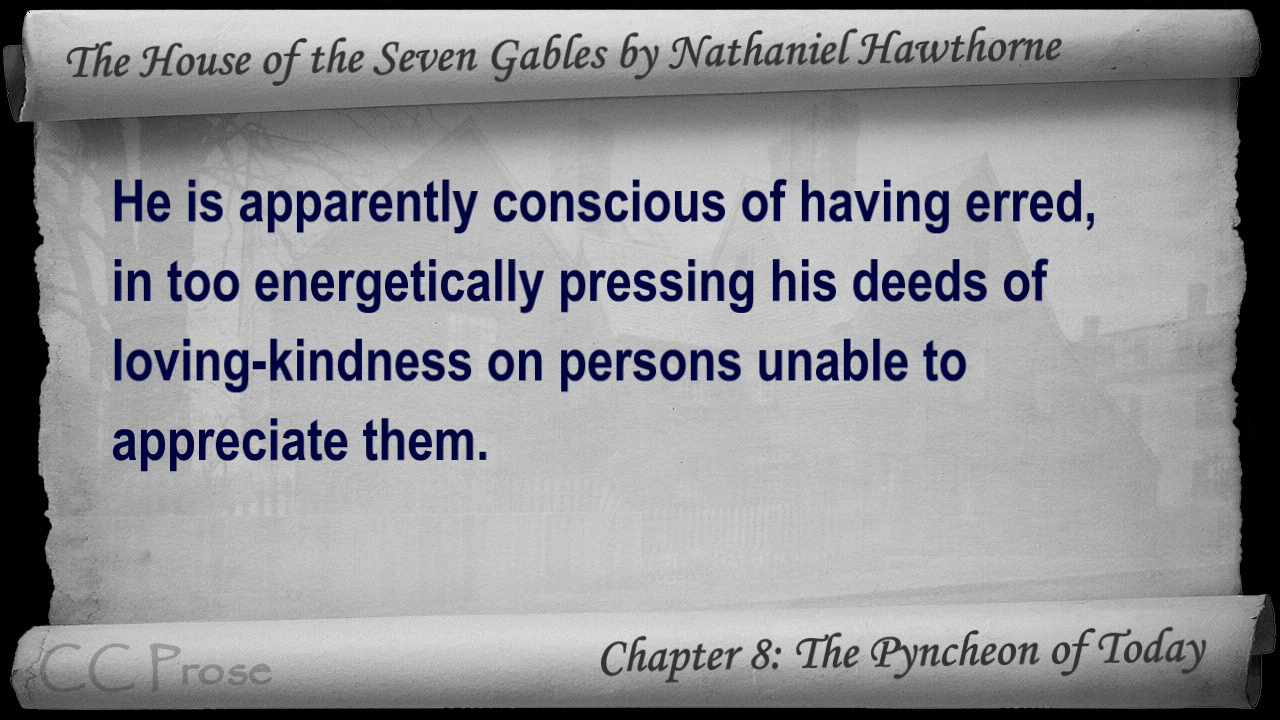 The House of the Seven Gables by Nathaniel Hawthorne
He is apparently conscious of having erred,
in too energetically pressing his deeds of
loving-kindness on persons unable to
appreciate them.
CC Prose
Chapter 8: The Pyncheon of Today